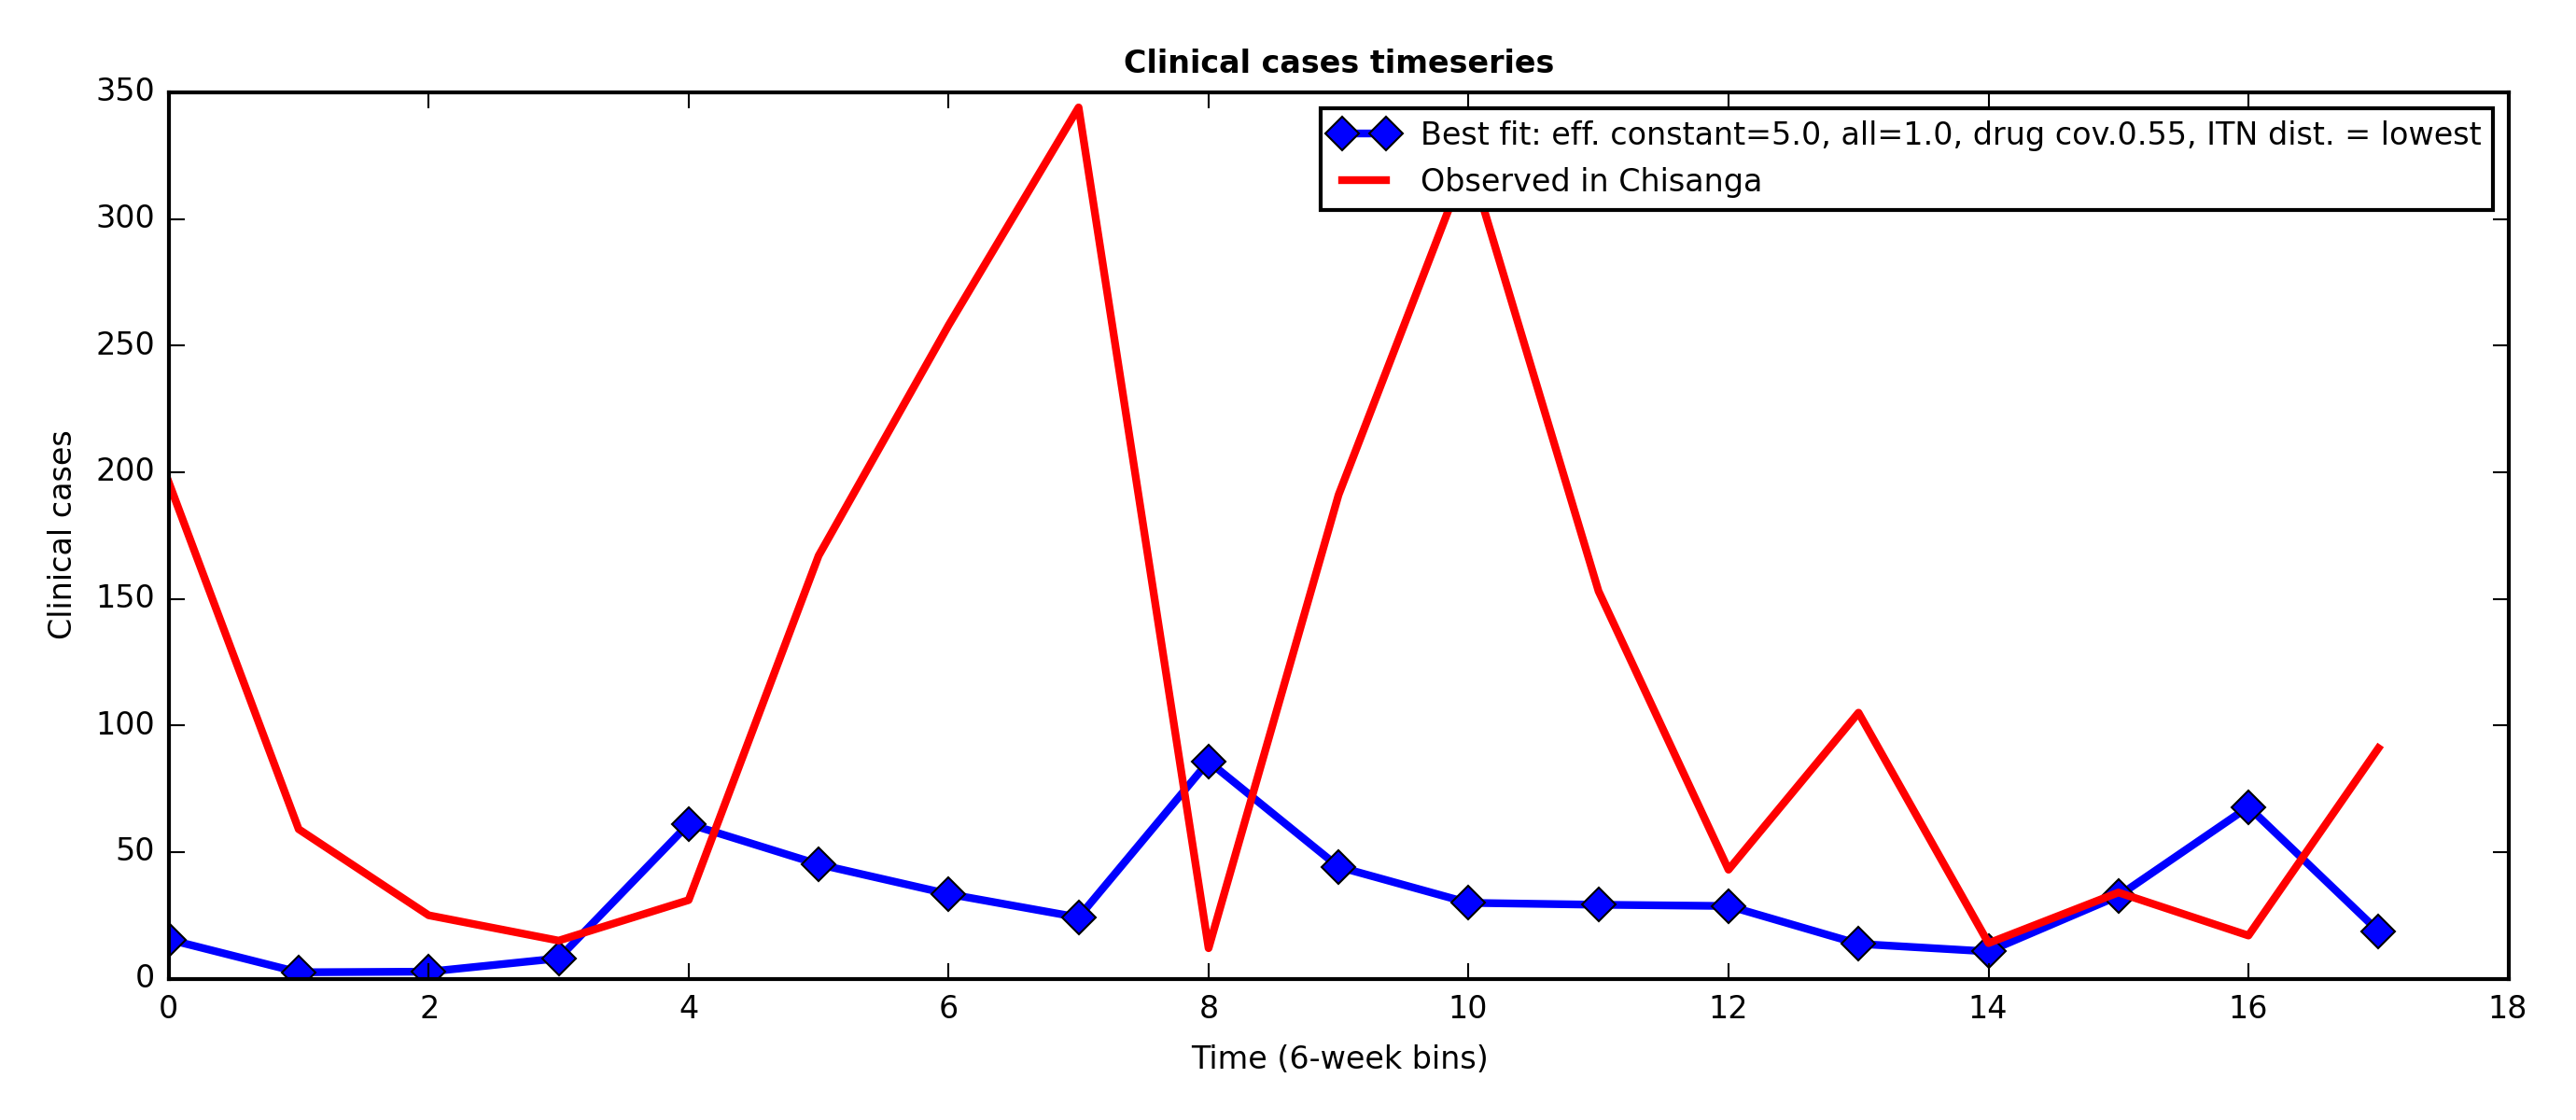 Clinical cases timeseries
350
300
250
200
150
100
50
0
Clinical cases
Best fit: eff. constant=5.0, all=1.0, drug cov.0.55, ITN dist. = lowest
Observed in Chisanga
0 2 4 6 8 10 12 14 16 18
Time (6-week bins)